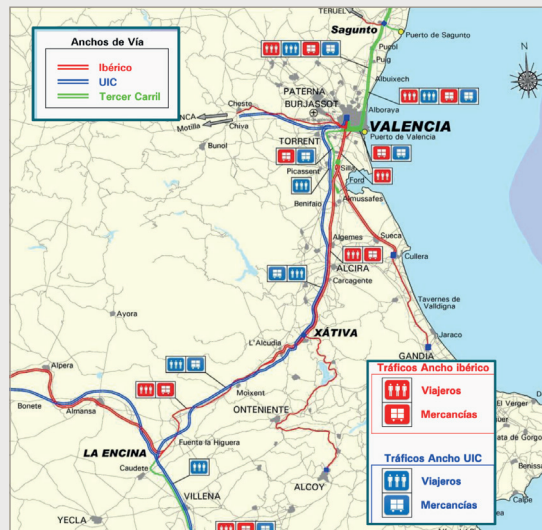 Anchos de Vía
Ibérico
UIC
Tercer Carril
TERUEL
Sagunto
Puerto de Sagunto
Puçol
Puig
Albuixech
PATERNA
BURJASSOT
Alboraya
Cheste
NCA
Motilla
Chiva
VALENCIA
Puerto de Valencia
Bunol
TORRENT
Picassent
Silla
Ford
Benifaio
Almussafes
Algemes
Sueca
Cullera
ALCIRA
Carcagente
Tavernes de
Valldigna
Ayora
XÁTIVA
L'Alcudia
Jaraco
GANDIA
Alpera
Moixent
Bonete
Almansa
ONTENIENTE
Fuente la Higuera
LA ENCINA
Caudete
VILLENA
ALCOY
YECLA
Tráficos Ancho ibérico
Viajeros
Mercancías
Tráficos Ancho UIC
Viajeros
Mercancías
El Verger
ata de Gorgo
Benissa
Calpe
N